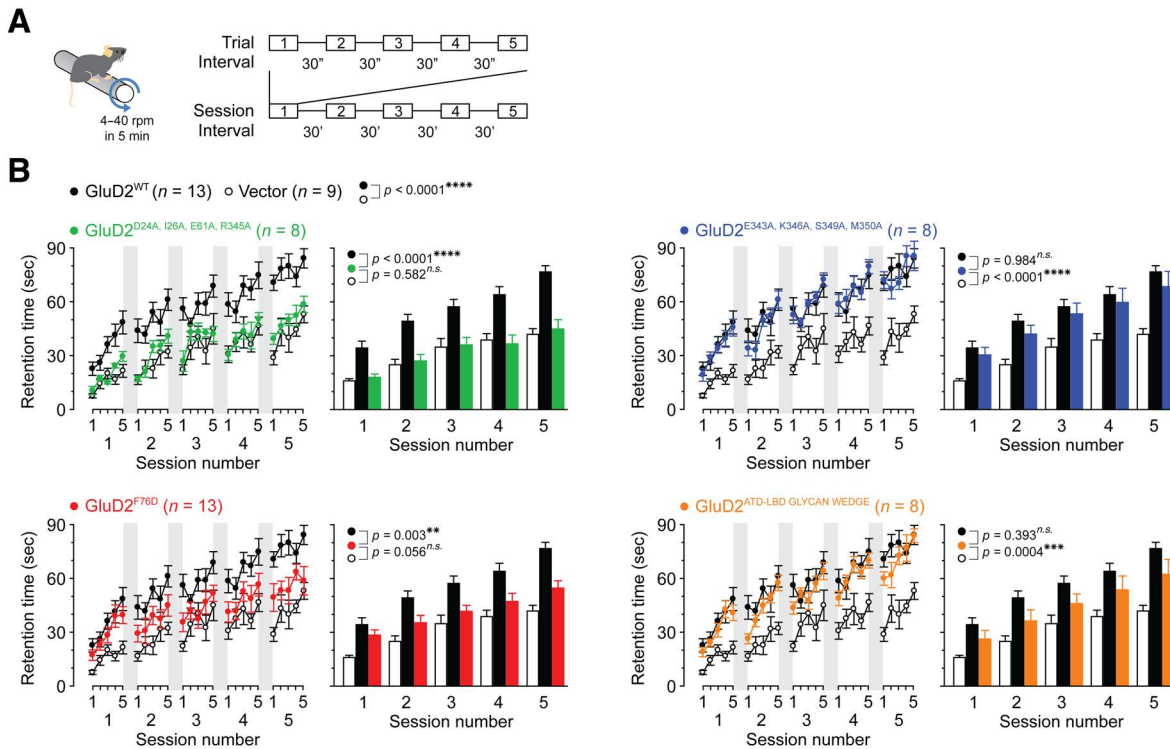 A
Trial 1 2 3 4 5
Interval 30” 30” 30” 30”
4–40 rpm
in 5 min
Session 1 2 3 4 5
Interval 30’ 30’ 30’ 30’
B
GluD2WT (n = 13) Vector (n = 9) p < 0.0001****
GluD2D24A, I26A, E61A, R345A (n = 8)
Retention time (sec)
90
60
30
0
1 5 1 5 1 5 1 5 1 5
1 2 3 4 5
Session number
p < 0.0001****
p = 0.582n.s.
1 2 3 4 5
Session number
GluD2E343A, K346A, S349A, M350A (n = 8)
Retention time (sec)
90
60
30
0
1 5 1 5 1 5 1 5 1 5
1 2 3 4 5
Session number
p = 0.984n.s.
p < 0.0001****
1 2 3 4 5
Session number
GluD2F76D (n = 13)
Retention time (sec)
90
60
30
0
1 5 1 5 1 5 1 5 1 5
1 2 3 4 5
Session number
p = 0.003**
p = 0.056n.s.
1 2 3 4 5
Session number
GluD2ATD-LBD GLYCAN WEDGE (n = 8)
Retention time (sec)
90
60
30
0
1 5 1 5 1 5 1 5 1 5
1 2 3 4 5
Session number
p = 0.393n.s.
p = 0.0004***
1 2 3 4 5
Session number